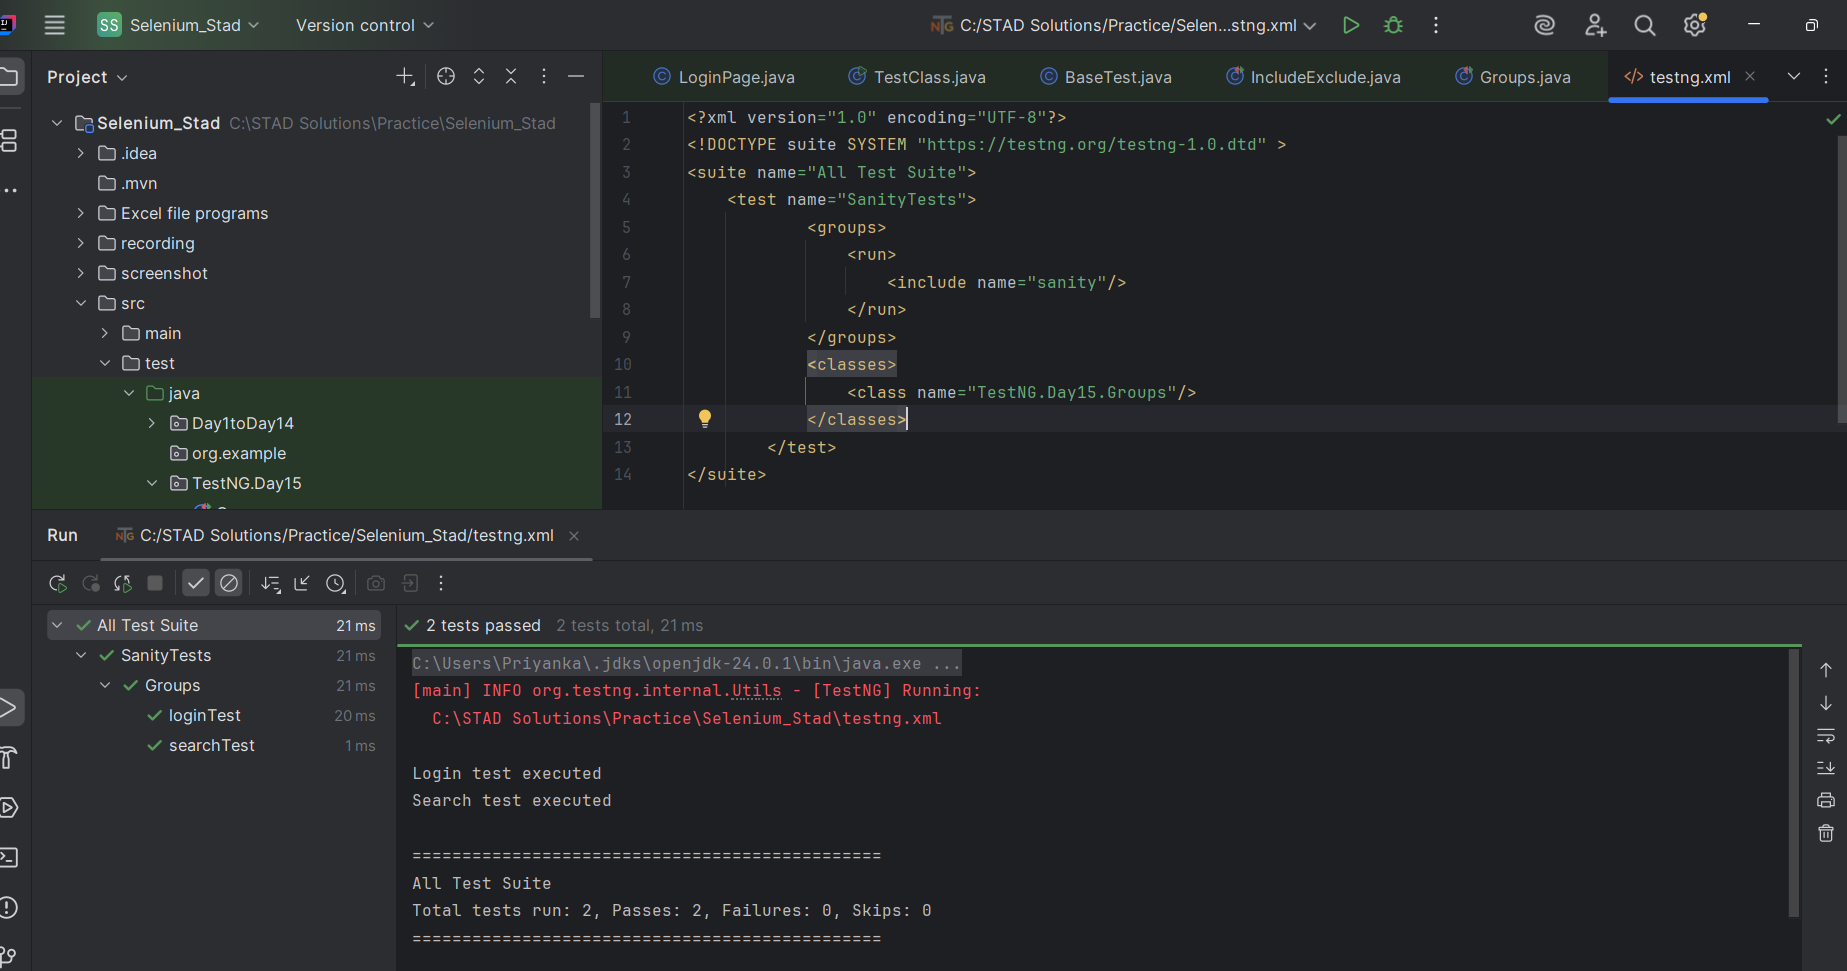 SS Selenium_Stad
Version control
C:/STAD Solutions/Practice/Selen...stng.xml
Project
LoginPage.java
TestClass.java
BaseTest.java
IncludeExclude.java
Groups.java
</> testng.xml
Selenium_Stad C:\STAD Solutions\Practice\Selenium_Stad
.idea
.mvn
Excel file programs
recording
screenshot
src
main
test
java
Day1toDay14
org.example
TestNG.Day15
1 <?xml version="1.0" encoding="UTF-8"?>
2 <!DOCTYPE suite SYSTEM "https://testng.org/testng-1.0.dtd" >
3 <suite name="All Test Suite">
4 <test name="SanityTests">
5 <groups>
6 <run>
7 <include name="sanity"/>
8 </run>
9 </groups>
10 <classes>
11 <class name="TestNG.Day15.Groups"/>
12 </classes>
13 </test>
14 </suite>
Run
C:/STAD Solutions/Practice/Selenium_Stad/testng.xml
All Test Suite 21 ms
SanityTests 21 ms
Groups 21 ms
loginTest 20 ms
searchTest 1 ms
2 tests passed 2 tests total, 21 ms
C:\Users\Priyanka\.jdks\openjdk-24.0.1\bin\java.exe ...
[main] INFO org.testng.internal.Utils - [TestNG] Running:
C:\STAD Solutions\Practice\Selenium_Stad\testng.xml
Login test executed
Search test executed
===============================================
All Test Suite
Total tests run: 2, Passes: 2, Failures: 0, Skips: 0
===============================================